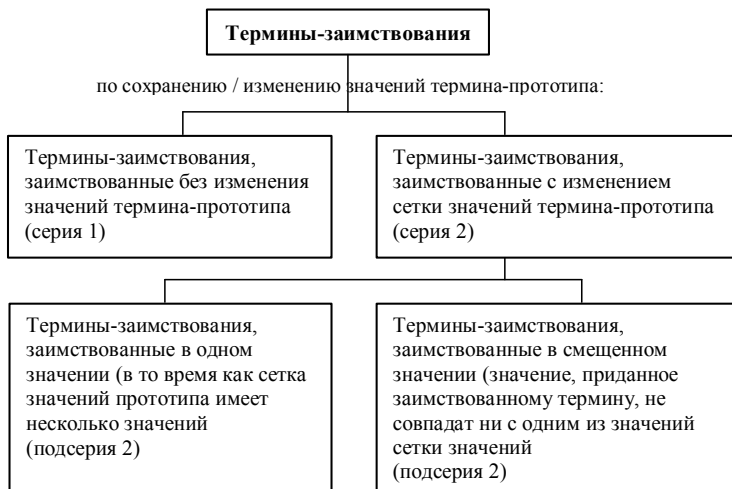 Термины-заимствования
по сохранению / изменению значений термина-прототипа:
Термины-заимствования,
заимствованные без изменения
значений термина-прототипа
(серия 1)
Термины-заимствования,
заимствованные с изменением
сетки значений термина-прототипа
(серия 2)
Термины-заимствования,
заимствованные в одном
значении (в то время как сетка
значений прототипа имеет
несколько значений
(подсерия 2)
Термины-заимствования,
заимствованные в смещенном
значении (значение, приданное
заимствованному термину, не
совпадат ни с одним из значений
сетки значений
(подсерия 2)